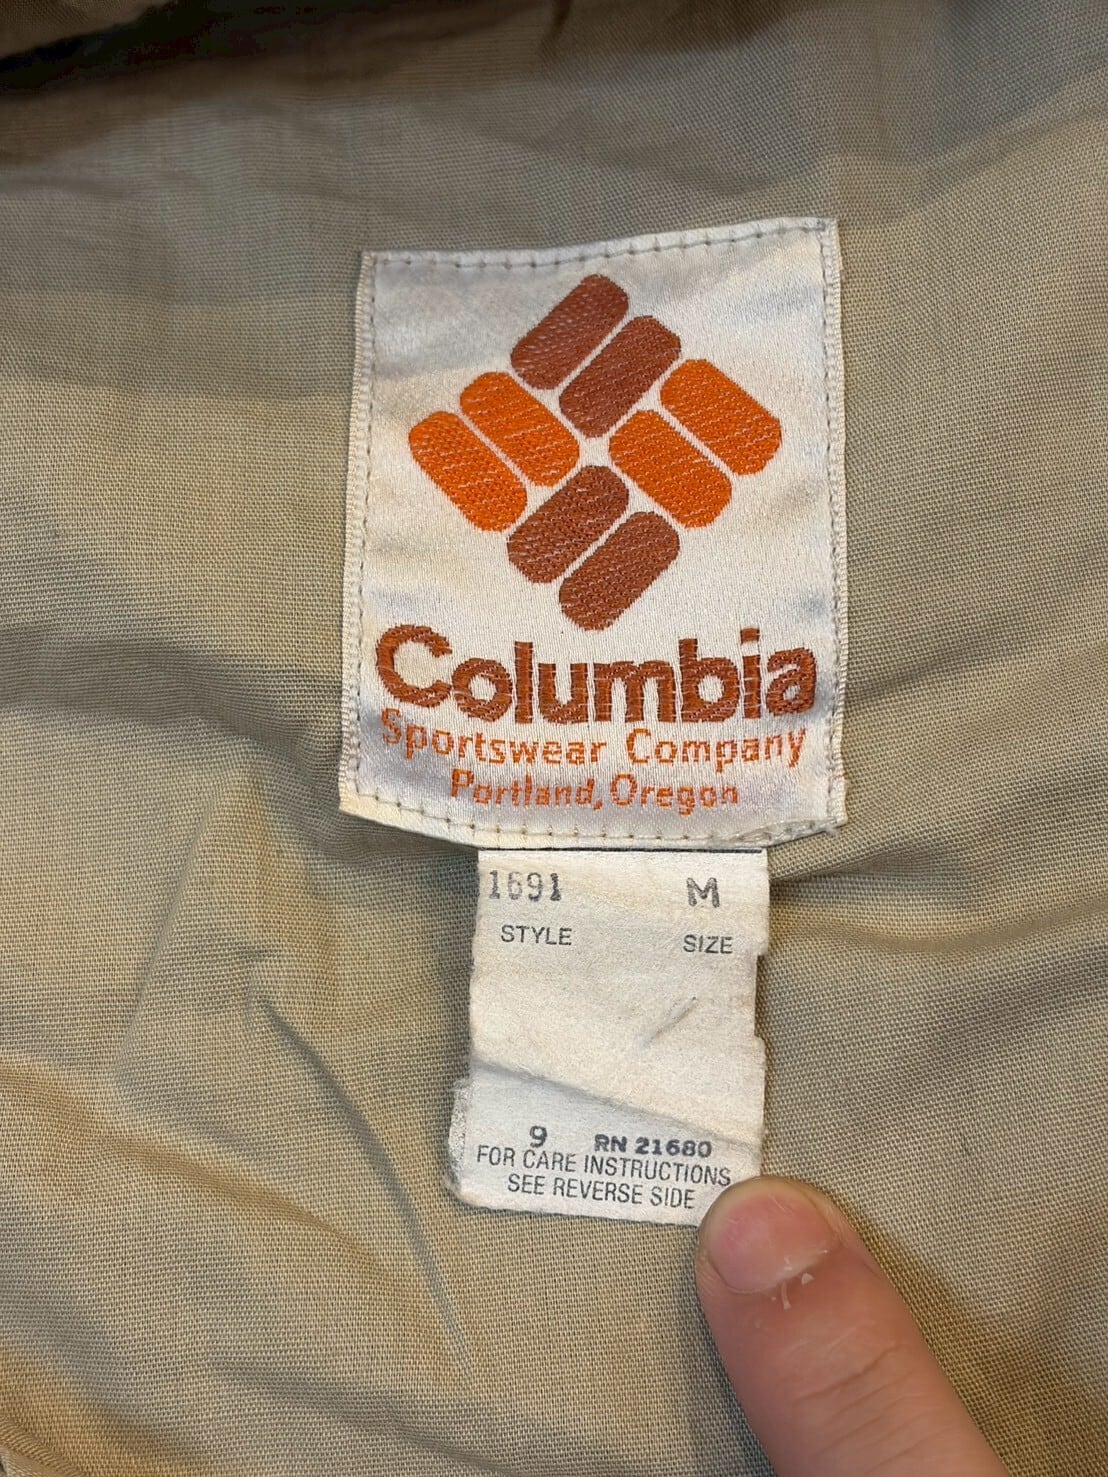 Columbia
Sportswear Company
Portland, Oregon
1691 M
STYLE SIZE
9 RN 21680
FOR CARE INSTRUCTIONS
SEE REVERSE SIDE